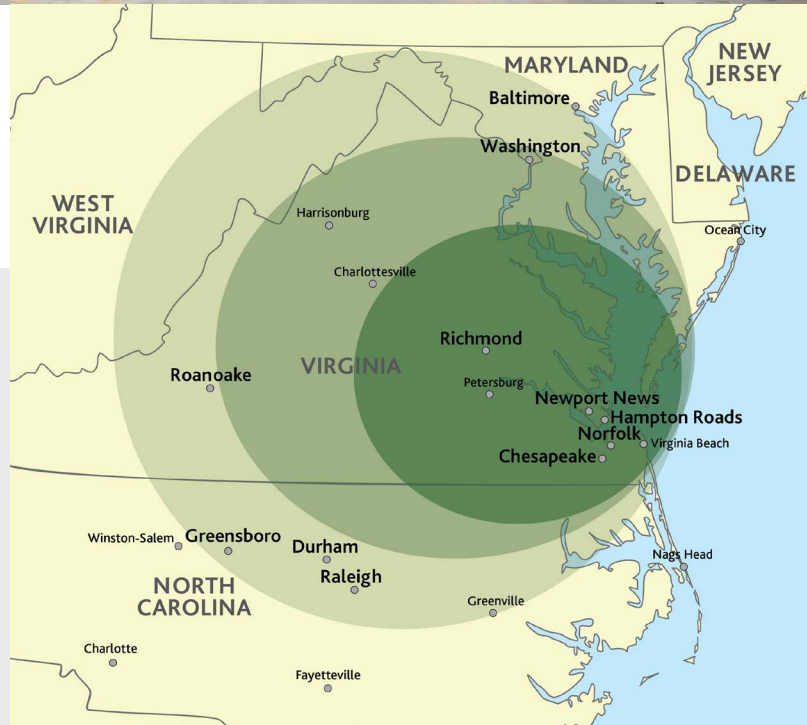 NEW
JERSEY
MARYLAND
Baltimore
Washington
DELAWARE
WEST
VIRGINIA
Harrisonburg
Ocean City
Charlottesville
Richmond
VIRGINIA
Roanoake
Petersburg
Newport News
Hampton Roads
Norfolk
Virginia Beach
Chesapeake
Winston-Salem
Greensboro
Durham
Nags Head
Raleigh
NORTH
CAROLINA
Greenville
Charlotte
Fayetteville